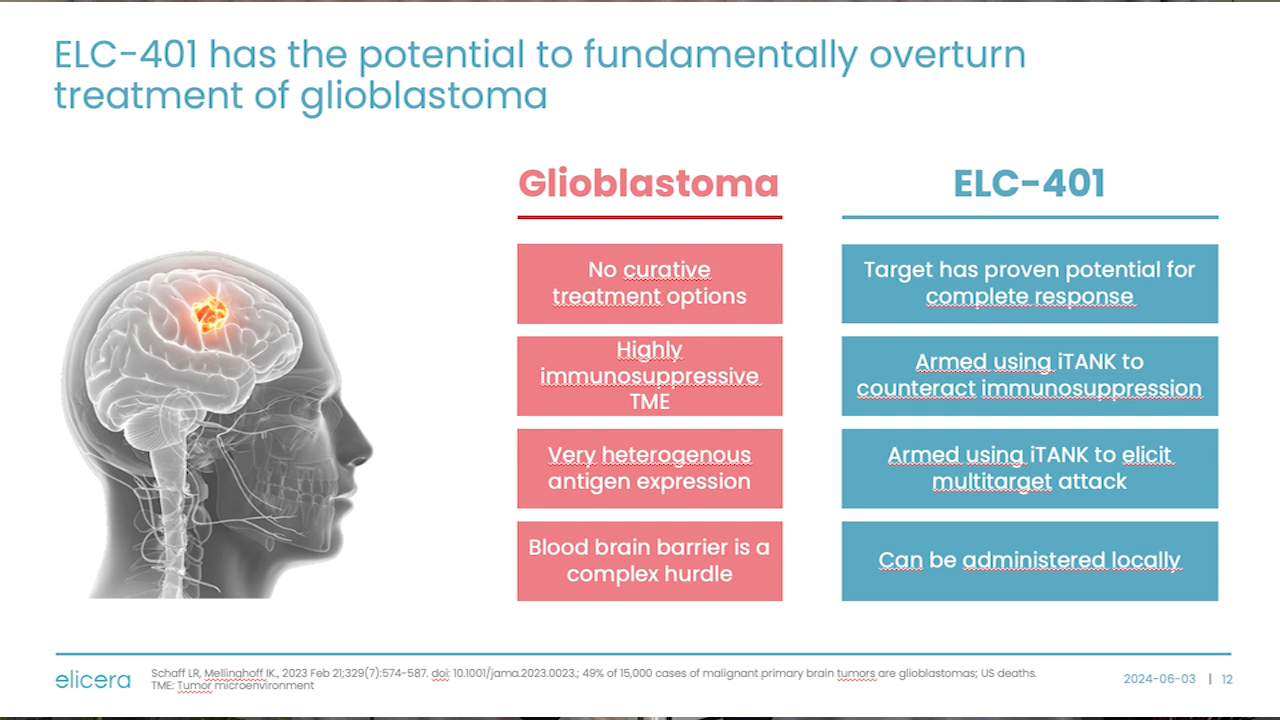 ELC-401 has the potential to fundamentally overturn
treatment of glioblastoma
Glioblastoma
ELC-401
No curative
treatment options
Target has proven potential for
complete response
Highly
immunosuppressive
TME
Armed using iTANK to
counteract immunosuppression
Very heterogenous
antigen expression
Armed using iTANK to elicit
multitarget attack
Blood brain barrier is a
complex hurdle
Can be administered locally
elicera
Schaff LR, Mellinghoff IK., 2023 Feb 21;329(7):574-587. doi: 10.1001/jama.2023.0023.; 49% of 15,000 cases of malignant primary brain tumors are glioblastomas; US deaths.
TME: Tumor microenvironment
2024-06-03 | 12